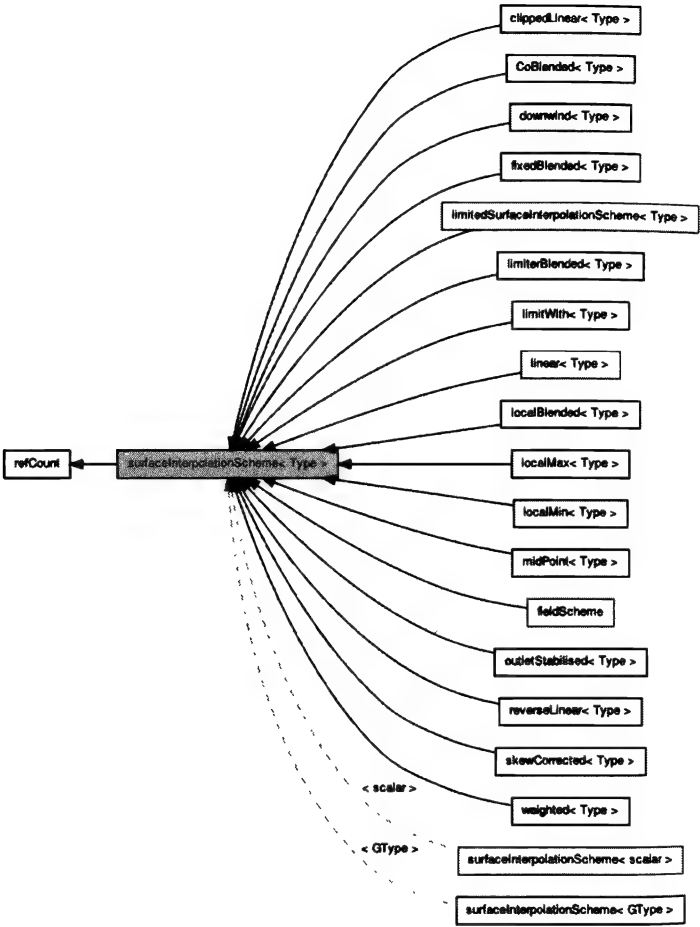 clippedLinear< Type >
CoBlended< Type >
downwind< Type >
fixedBlended< Type >
limitedSurfaceInterpolationScheme< Type >
limiterBlended< Type >
limitWith< Type >
linear< Type >
localBlended< Type >
refCount
surfaceInterpolationScheme< Type >
localMax< Type >
localMin< Type >
midPoint< Type >
fieldScheme
outletStabilised< Type >
reverseLinear< Type >
skewCorrected< Type >
< scalar >
weighted< Type >
< GType >
surfaceInterpolationScheme< scalar >
surfaceInterpolationScheme< GType >